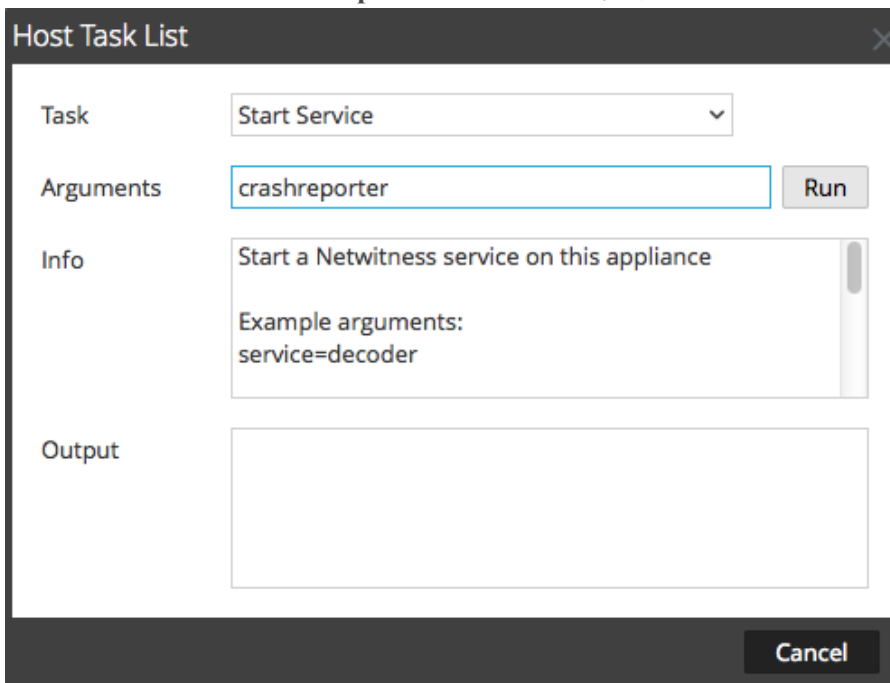 Host Task List
Task
Start Service
Arguments
crashreporter
Run
Info
Start a Netwitness service on this appliance
Example arguments:
service=decoder
Output
Cancel